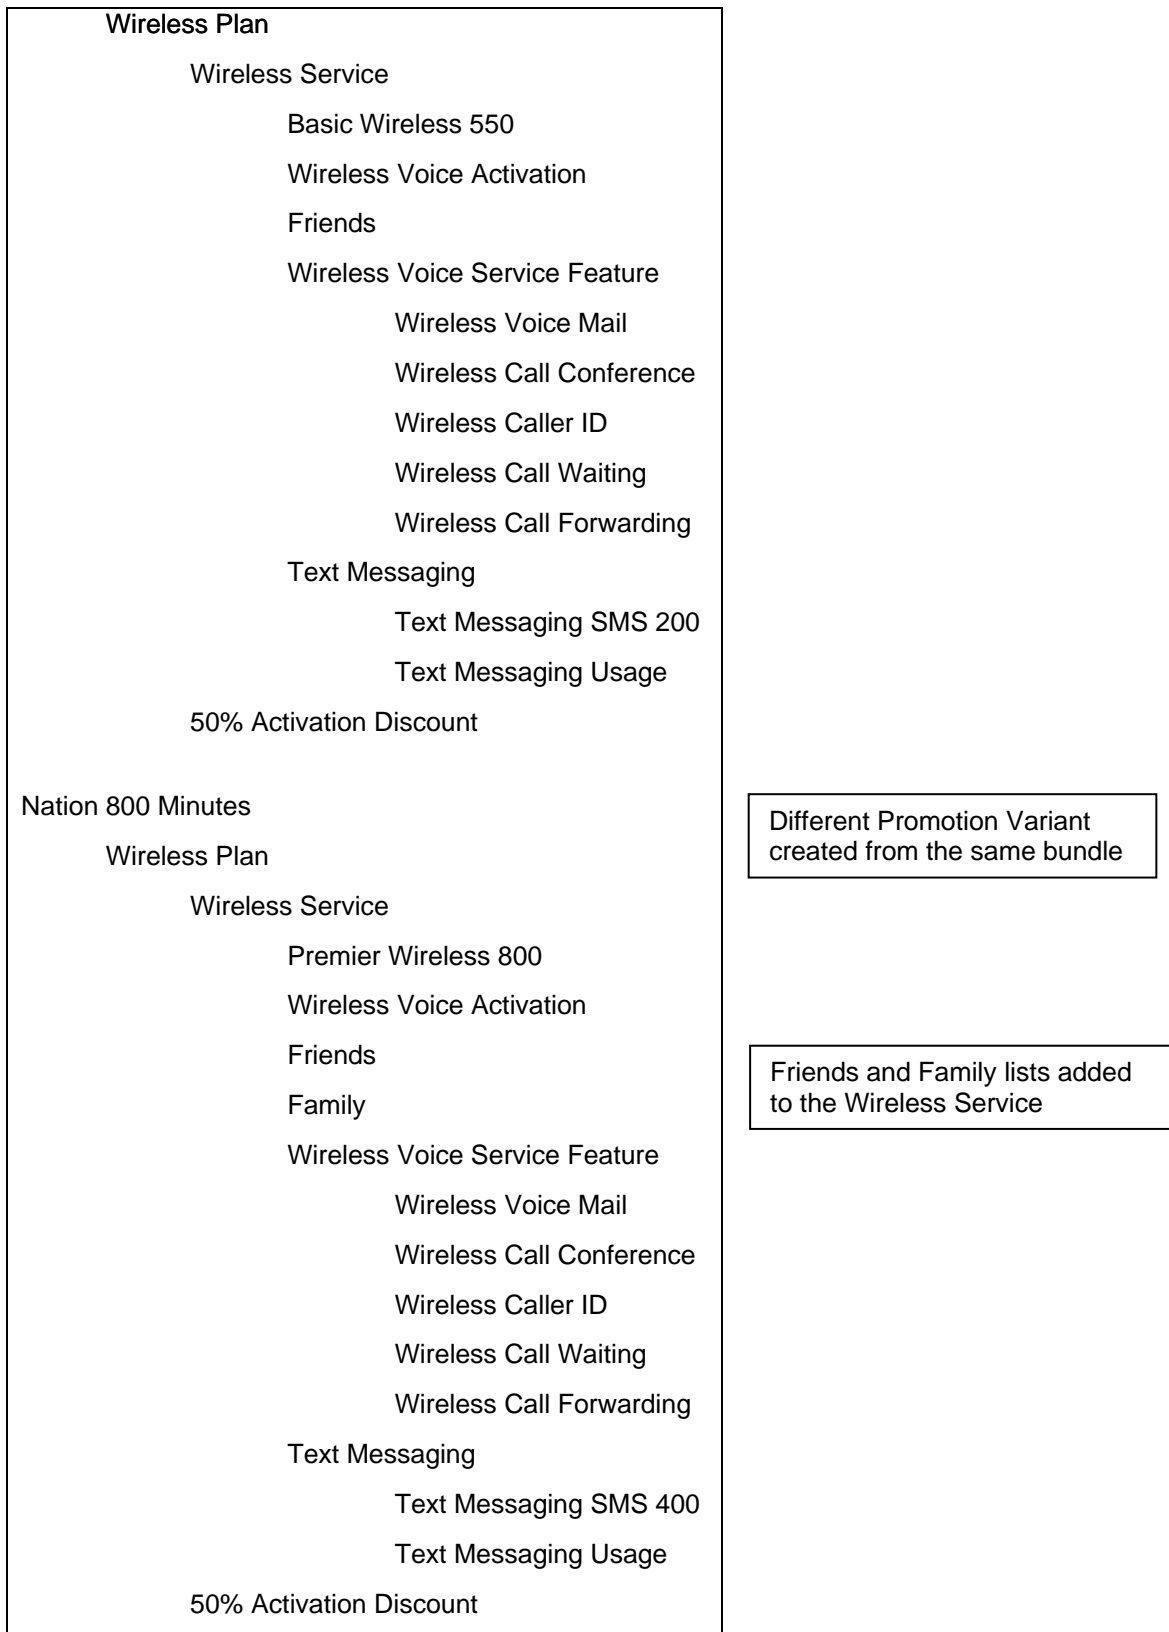 Wireless Plan
Wireless Service
Basic Wireless 550
Wireless Voice Activation
Friends
Wireless Voice Service Feature
Wireless Voice Mail
Wireless Call Conference
Wireless Caller ID
Wireless Call Waiting
Wireless Call Forwarding
Text Messaging
Text Messaging SMS 200
Text Messaging Usage
50% Activation Discount
Nation 800 Minutes
Different Promotion Variant
created from the same bundle
Wireless Plan
Wireless Service
Premier Wireless 800
Wireless Voice Activation
Friends
Friends and Family lists added
to the Wireless Service
Family
Wireless Voice Service Feature
Wireless Voice Mail
Wireless Call Conference
Wireless Caller ID
Wireless Call Waiting
Wireless Call Forwarding
Text Messaging
Text Messaging SMS 400
Text Messaging Usage
50% Activation Discount